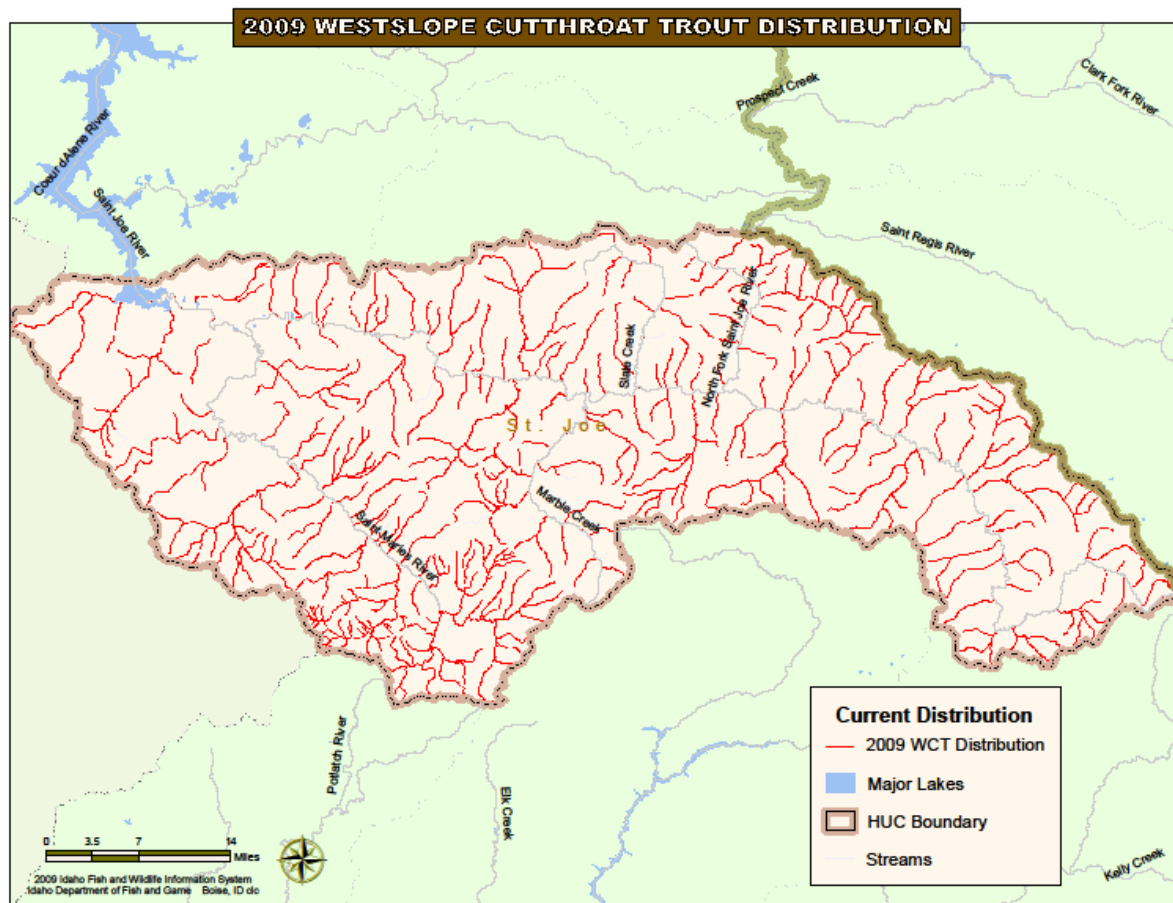 2009 WESTSLOPE CUTTHROAT TROUT DISTRIBUTION
Clark Fork River
Prospect Creek
Coeur d'Alene River
Saint Joe River
Saint Regis River
North Fork Saint Joe River
Slate Creek
St. Joe
Marble Creek
Saint Maries River
Potlatch River
Elk Creek
Kelly Creek
Current Distribution
2009 WCT Distribution
Major Lakes
HUC Boundary
Streams
0 3.5 7 14
Miles
2009 Idaho Fish and Wildlife Information System
Idaho Department of Fish and Game Boise, ID clc